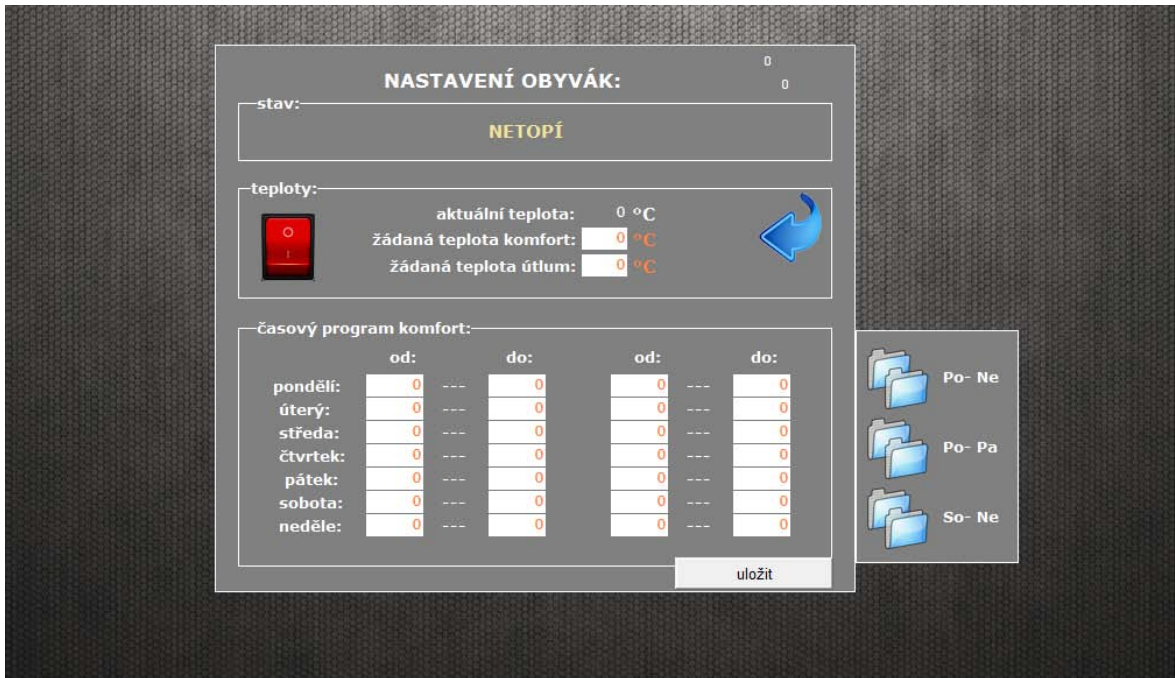 0
NASTAVENÍ OBYVÁK: 0
stav:
NETOPÍ
teploty:
aktuální teplota: 0 °C
žádaná teplota komfort: 0 °C
žádaná teplota útlum: 0 °C
časový program komfort:
od: do: od: do:
pondělí: 0 --- 0 0 --- 0
úterý: 0 --- 0 0 --- 0
středa: 0 --- 0 0 --- 0
čtvrtek: 0 --- 0 0 --- 0
pátek: 0 --- 0 0 --- 0
sobota: 0 --- 0 0 --- 0
neděle: 0 --- 0 0 --- 0
uložit
Po- Ne
Po- Pa
So- Ne